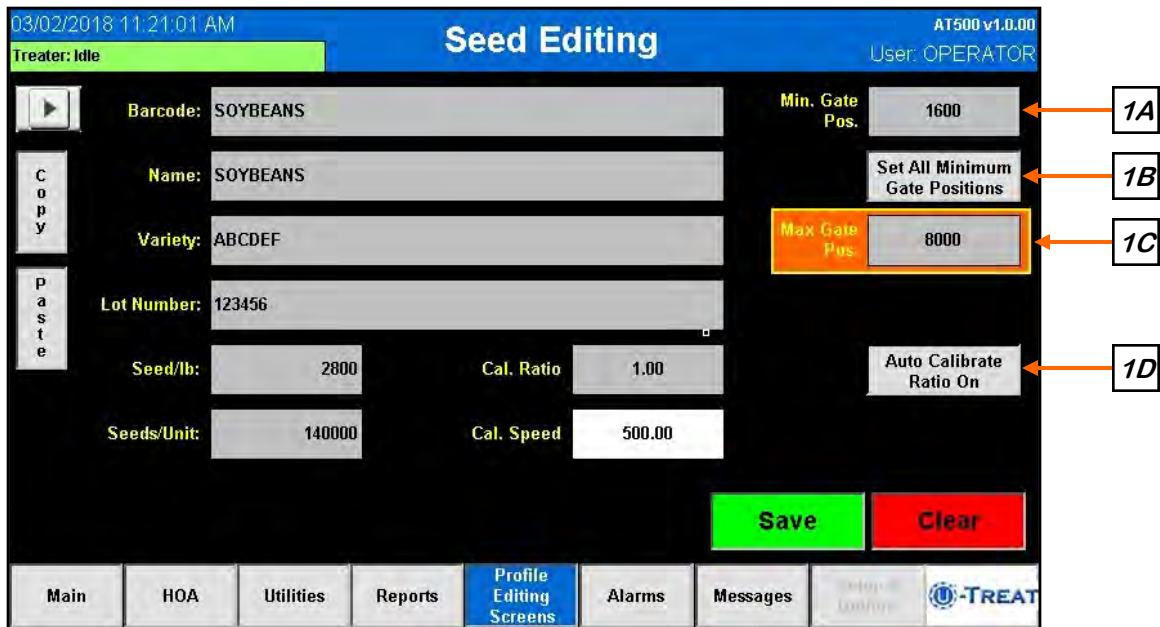 03/02/2018 11:21:01 AM
Treater: Idle
Seed Editing
AT500 v1.0.00
User: OPERATOR
Barcode: SOYBEANS
Min. Gate
Pos.
1600
1A
Copy
Name: SOYBEANS
Set All Minimum
Gate Positions
1B
Variety: ABCDEF
Max Gate
Pos.
8000
1C
Paste
Lot Number: 123456
Seed/lb: 2800
Cal. Ratio 1.00
Auto Calibrate
Ratio On
1D
Seeds/Unit: 140000
Cal. Speed 500.00
Save
Clear
Main
HOA
Utilities
Reports
Profile
Editing
Screens
Alarms
Messages
U-TREAT